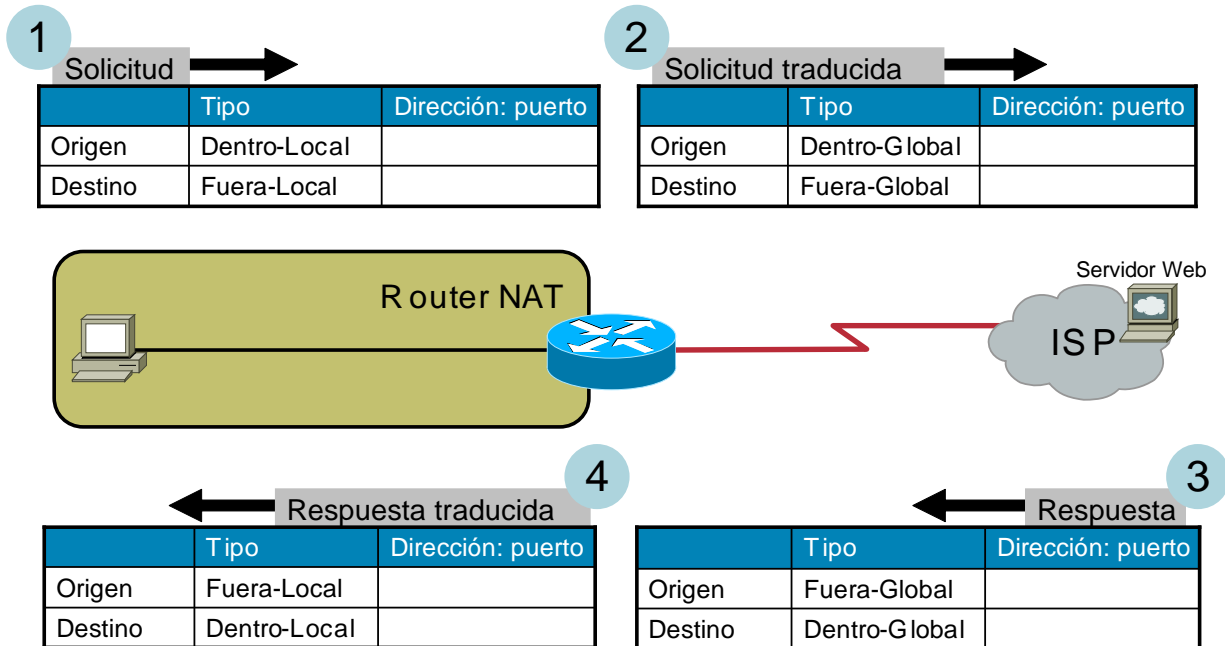 1
Solicitud
Tipo Dirección: puerto
Origen Dentro-Local
Destino Fuera-Local
2
Solicitud traducida
Tipo Dirección: puerto
Origen Dentro-Global
Destino Fuera-Global
Router NAT
Servidor Web
ISP
4
Respuesta traducida
Tipo Dirección: puerto
Origen Fuera-Local
Destino Dentro-Local
3
Respuesta
Tipo Dirección: puerto
Origen Fuera-Global
Destino Dentro-Global